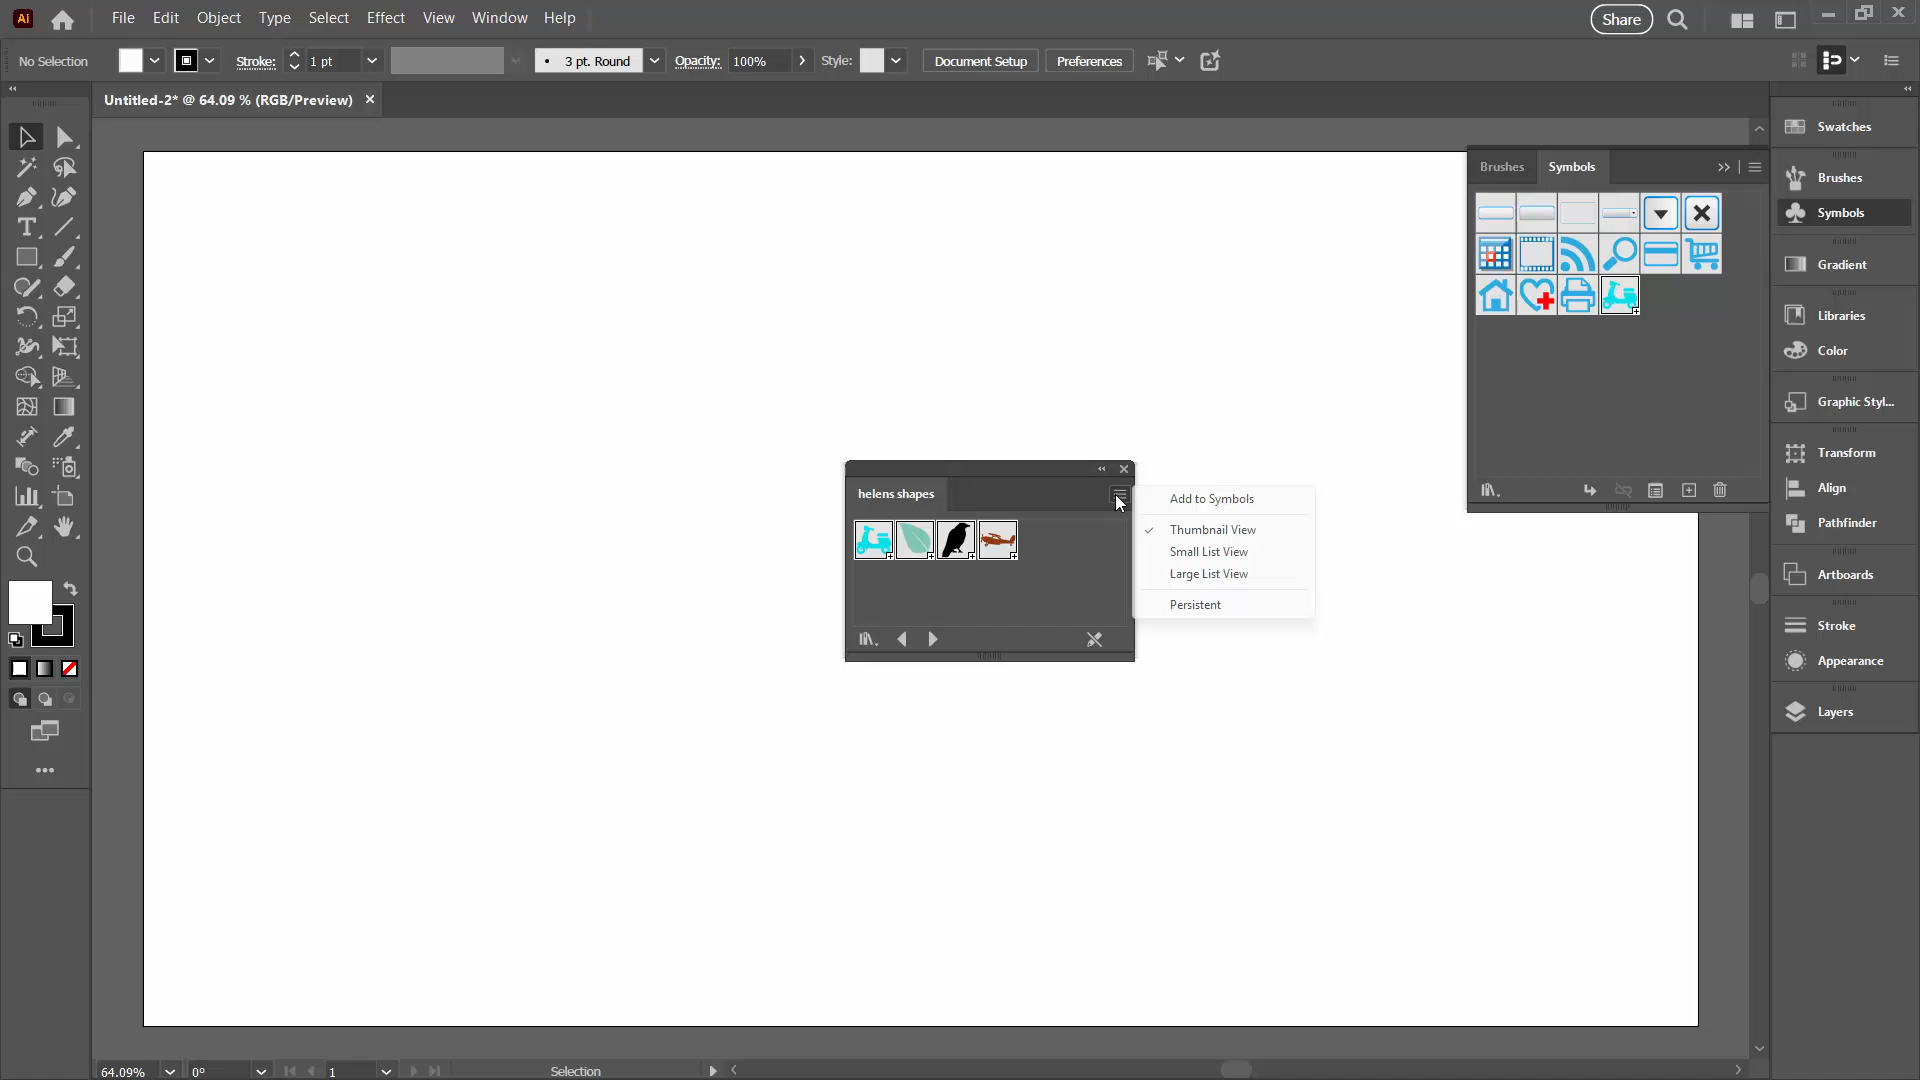 Ai File Edit Object Type Select Effect View Window Help Share
No Selection Stroke: 1 pt 3 pt. Round Opacity: 100% Style: Document Setup Preferences
Untitled-2* @ 64.09 % (RGB/Preview)
Brushes Symbols
helens shapes
Add to Symbols
Thumbnail View
Small List View
Large List View
Persistent
Swatches
Brushes
Symbols
Gradient
Libraries
Color
Graphic Styl...
Transform
Align
Pathfinder
Artboards
Stroke
Appearance
Layers
64.09% 0° 1 Selection